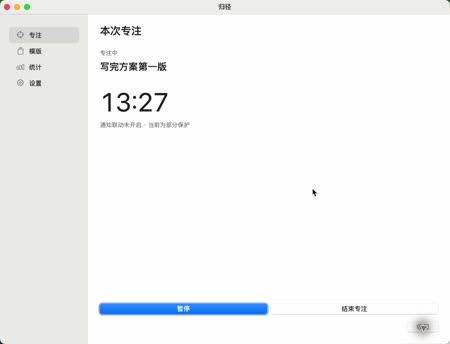 归径
专注
模版
统计
设置
本次专注
专注中
写完方案第一版
13:27
通知联动未开启 · 当前为部分保护
暂停
结束专注